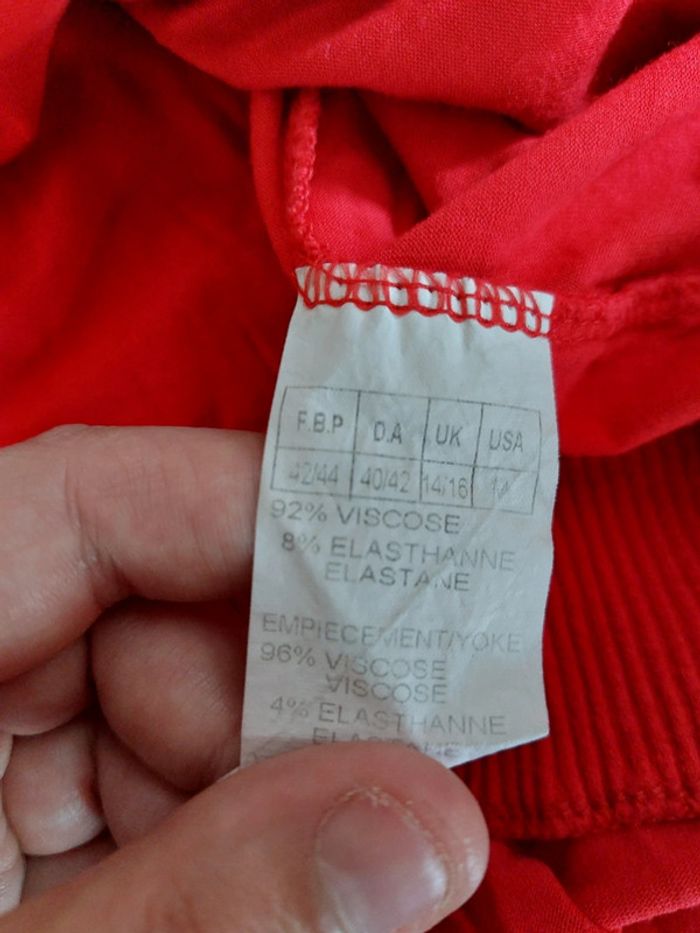 F.B.P D.A UK USA
42/44 40/42 14/16 14
92% VISCOSE
8% ELASTHANNE
ELASTANE
EMPIECEMENT/YOKE
96% VISCOSE
VISCOSE
4% ELASTHANNE
ELASTANE